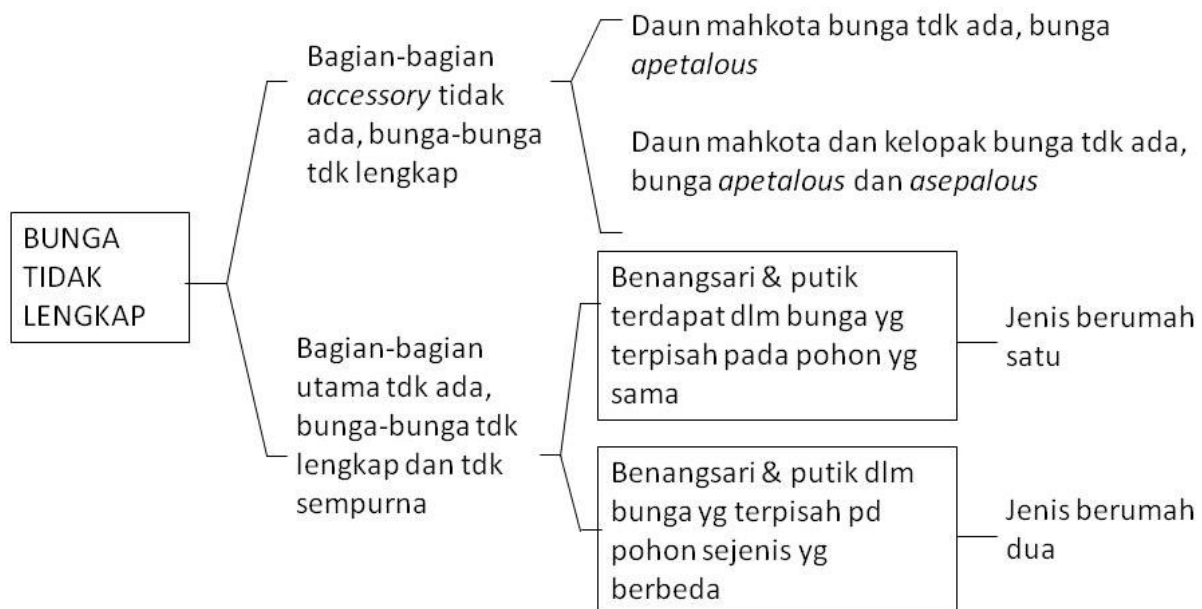 BUNGA
TIDAK
LENGKAP
Bagian-bagian
accessory tidak
ada, bunga-bunga
tdk lengkap
Daun mahkota bunga tdk ada, bunga
apetalous
Daun mahkota dan kelopak bunga tdk ada,
bunga apetalous dan asepalous
Bagian-bagian
utama tdk ada,
bunga-bunga tdk
lengkap dan tdk
sempurna
Benangsari & putik
terdapat dlm bunga yg
terpisah pada pohon yg
sama
Jenis berumah
satu
Benangsari & putik dlm
bunga yg terpisah pd
pohon sejenis yg
berbeda
Jenis berumah
dua